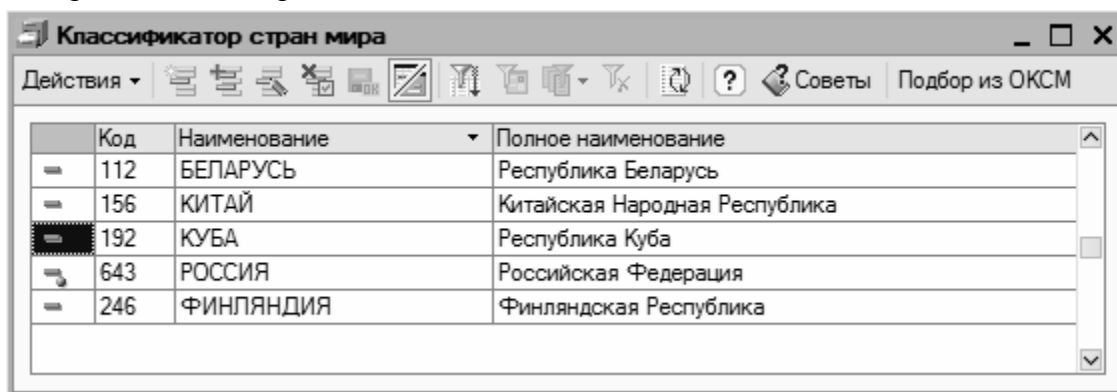 Классификатор стран мира
Действия ? Советы Подбор из ОКСМ
Код Наименование Полное наименование
112 БЕЛАРУСЬ Республика Беларусь
156 КИТАЙ Китайская Народная Республика
192 КУБА Республика Куба
643 РОССИЯ Российская Федерация
246 ФИНЛЯНДИЯ Финляндская Республика